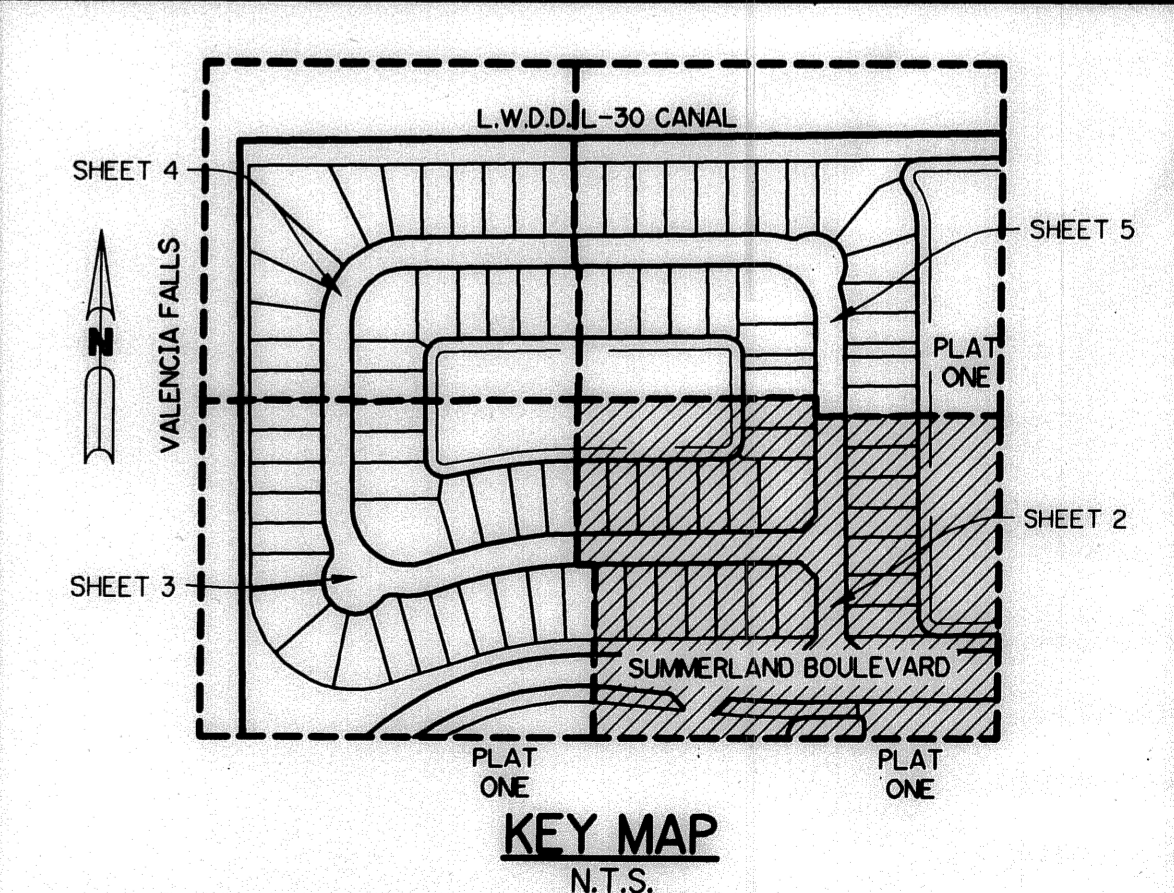 L.W.D.D. L-30 CANAL
SHEET 4
SHEET 5
VALENCIA FALLS
N
PLAT
ONE
SHEET 2
SHEET 3
SUMMERLAND BOULEVARD
PLAT
ONE
PLAT
ONE
KEY MAP
N.T.S.